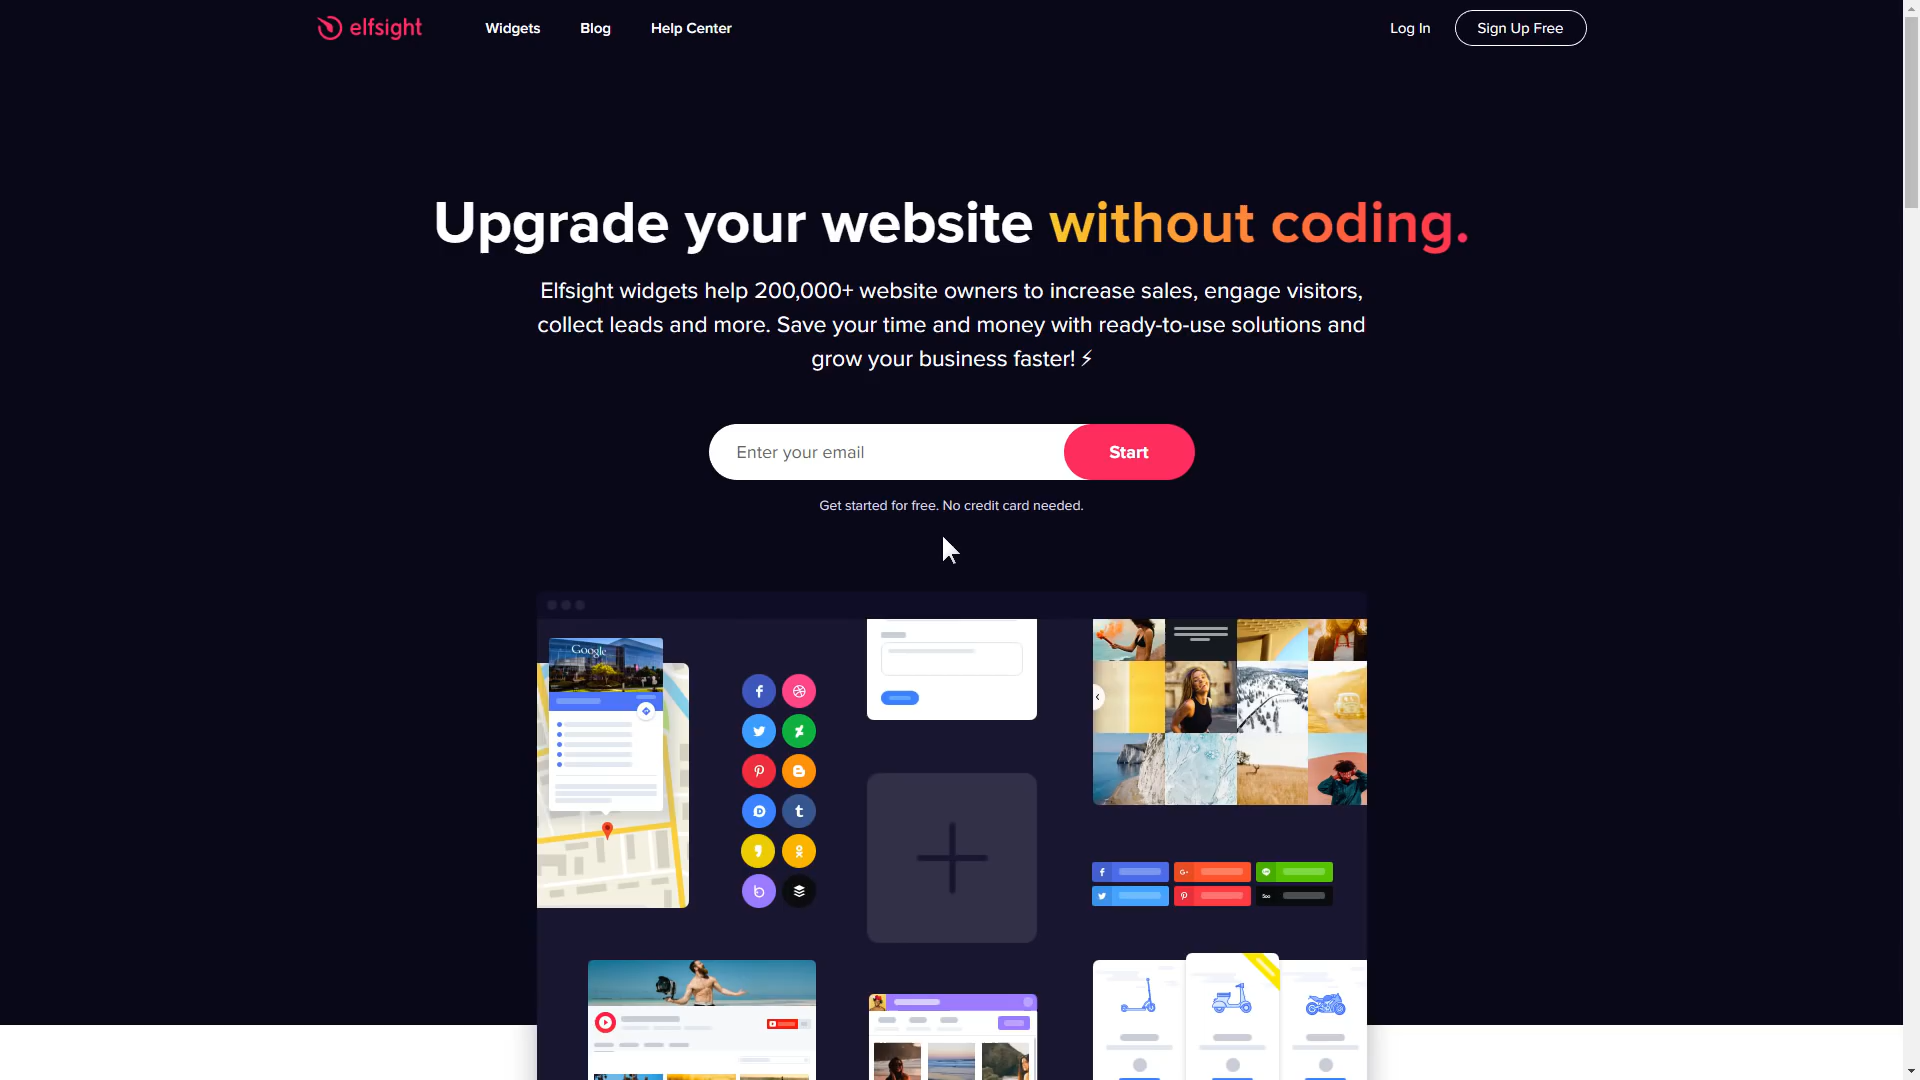 elfsight
Widgets
Blog
Help Center
Log In
Sign Up Free
Upgrade your website without coding.
Elfsight widgets help 200,000+ website owners to increase sales, engage visitors,
collect leads and more. Save your time and money with ready-to-use solutions and
grow your business faster! ⚡
Enter your email
Start
Get started for free. No credit card needed.
Google